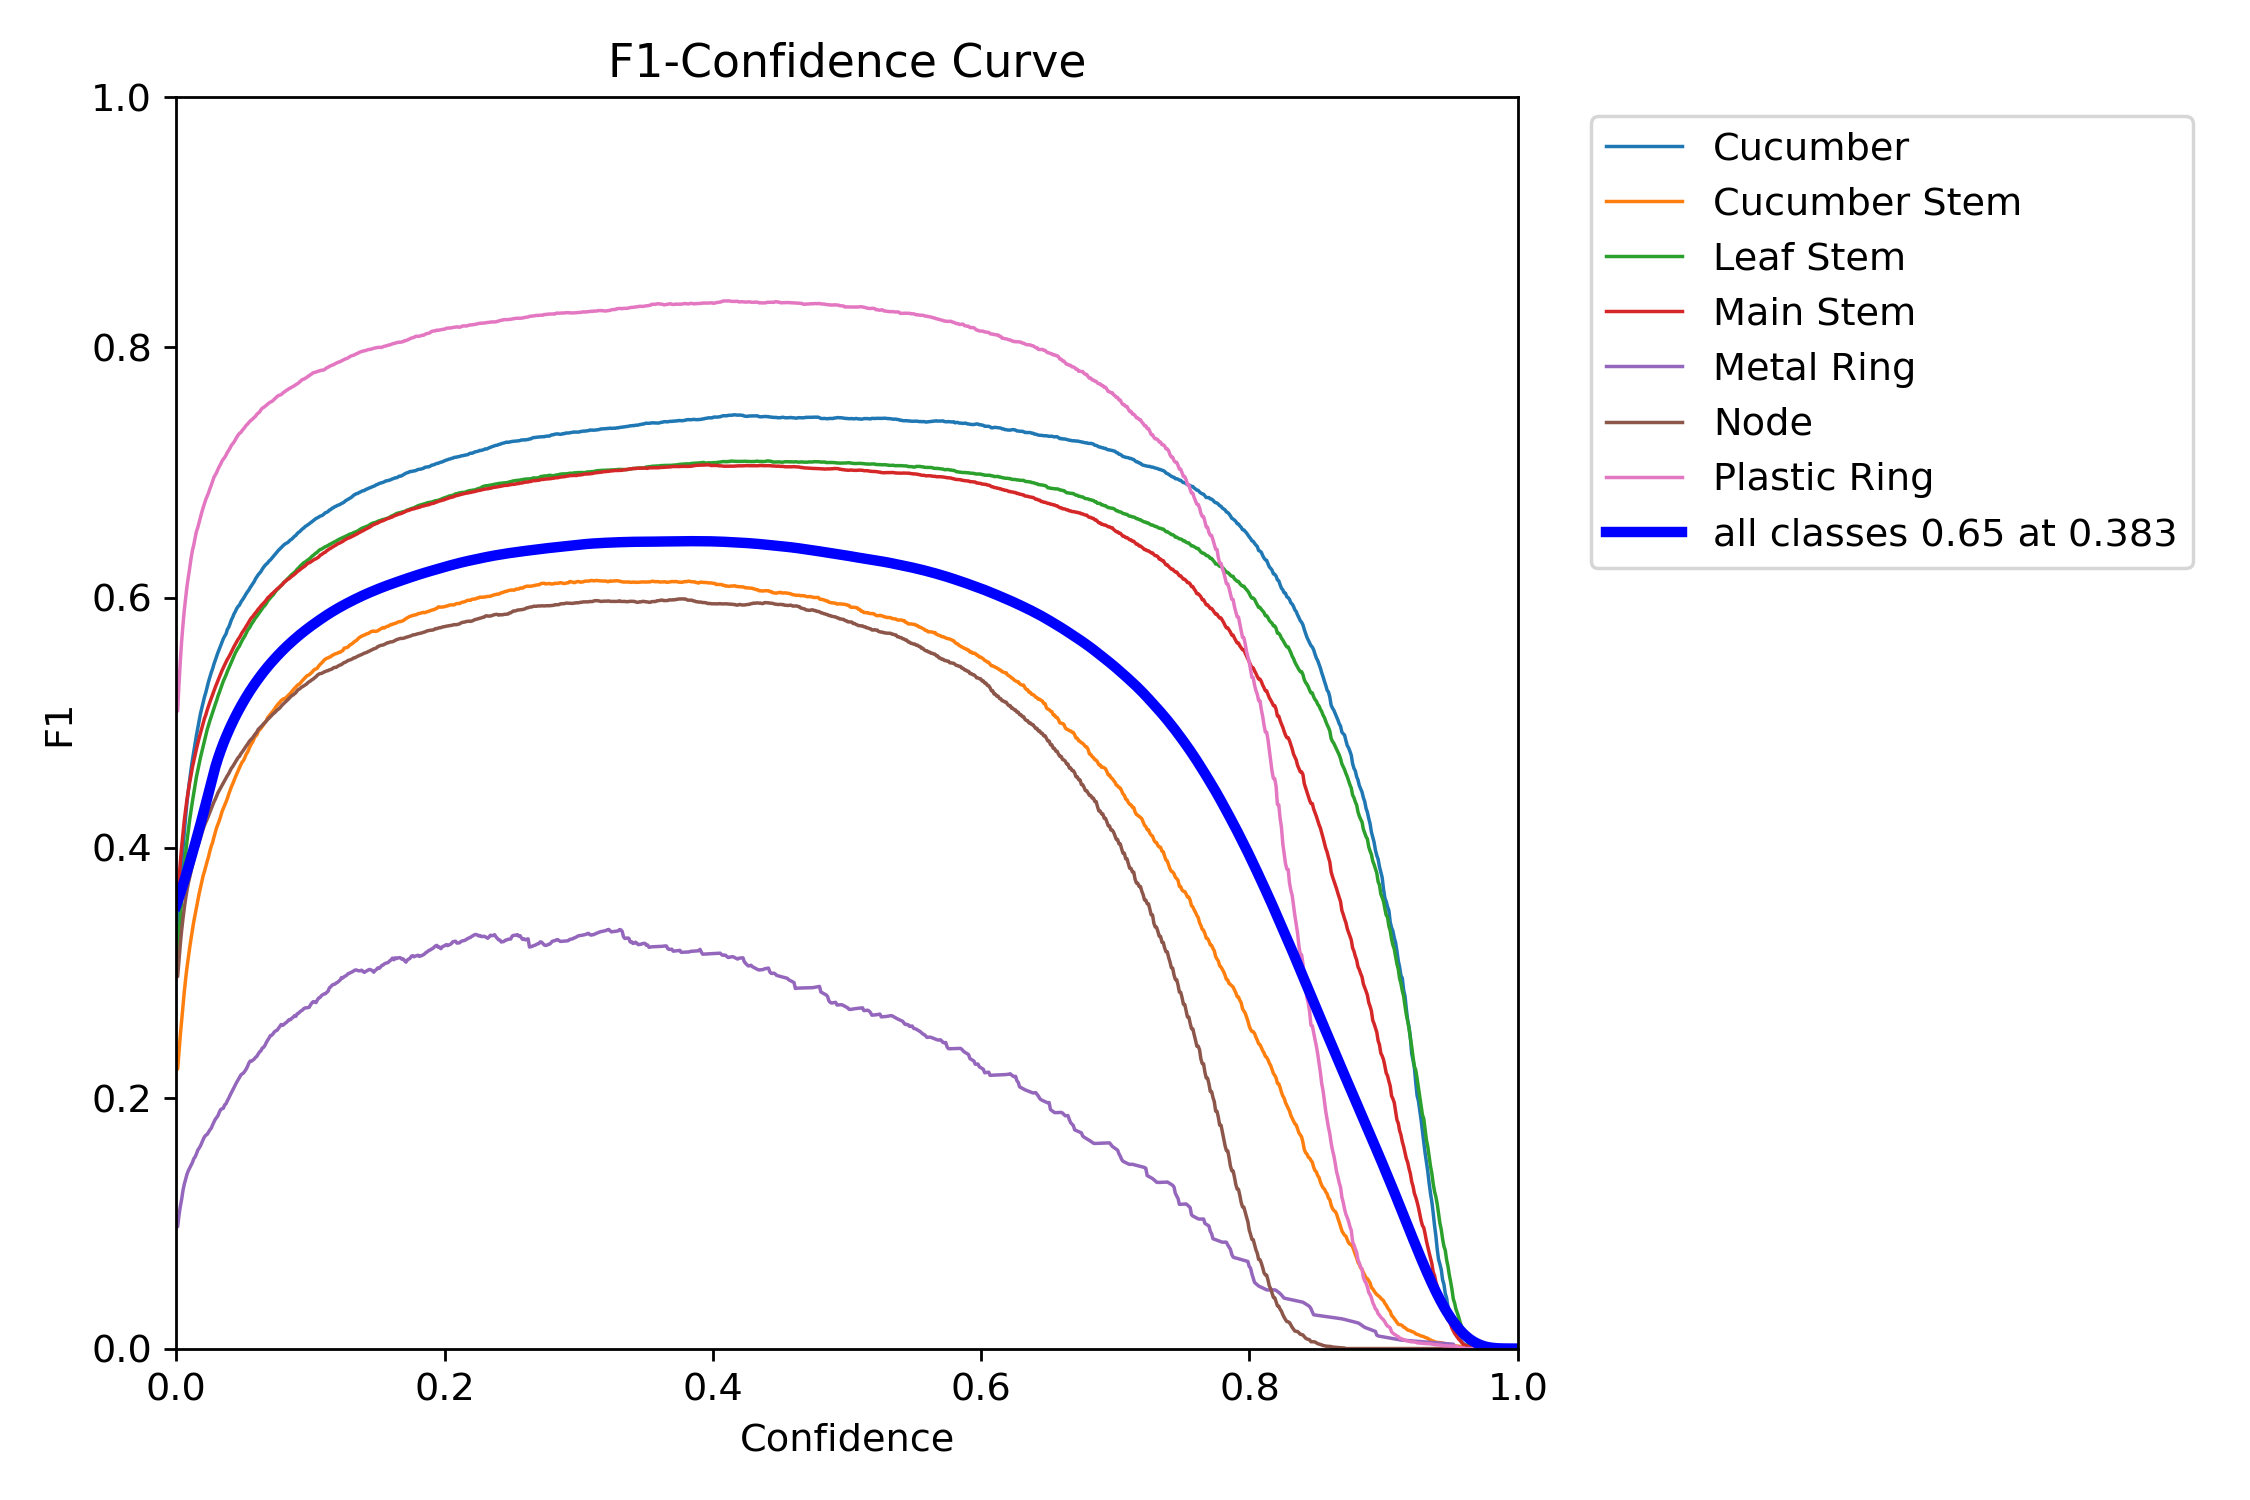 F1-Confidence Curve
1.0
0.8
0.6
0.4
0.2
0.0
F1
0.0 0.2 0.4 0.6 0.8 1.0
Confidence
Cucumber
Cucumber Stem
Leaf Stem
Main Stem
Metal Ring
Node
Plastic Ring
all classes 0.65 at 0.383